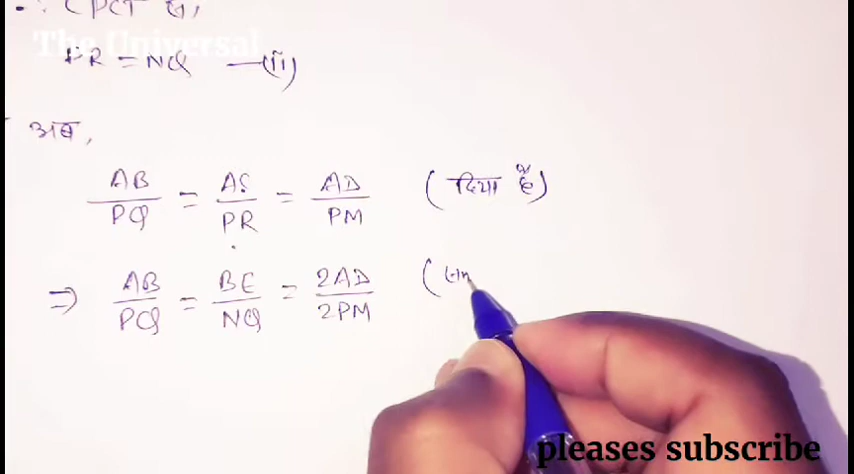 ∴ CPCT से,
The Universal
PR = NQ —(ii)
अब,
AB/PQ = AC/PR = AD/PM (दिया है)
⇒ AB/PQ = BE/NQ = 2AD/2PM (
pleases subscribe